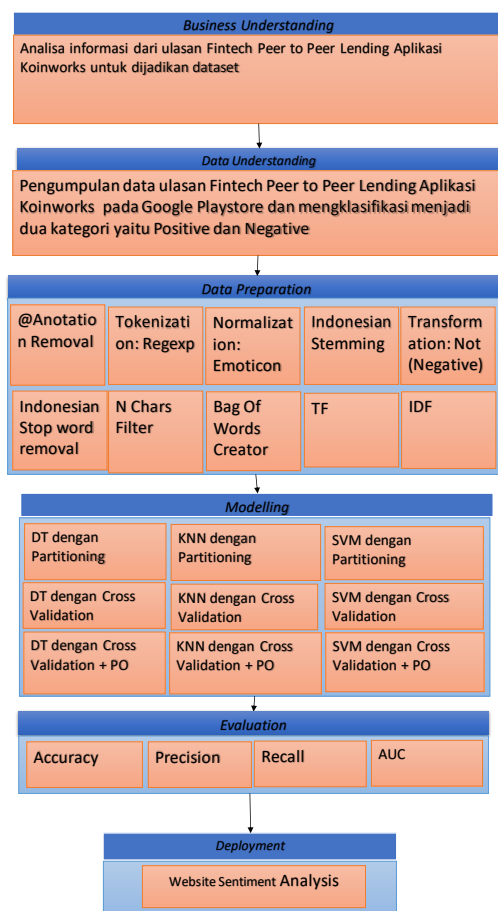 Business Understanding
Analisa informasi dari ulasan Fintech Peer to Peer Lending Aplikasi
Koinworks untuk dijadikan dataset
Data Understanding
Pengumpulan data ulasan Fintech Peer to Peer Lending Aplikasi
Koinworks pada Google Playstore dan mengklasifikasi menjadi
dua kategori yaitu Positive dan Negative
Data Preparation
@Anotatio
n Removal
Tokenizati
on: Regexp
Normalizat
ion:
Emoticon
Indonesian
Stemming
Transform
ation: Not
(Negative)
Indonesian
Stop word
removal
N Chars
Filter
Bag Of
Words
Creator
TF
IDF
Modelling
DT dengan
Partitioning
KNN dengan
Partitioning
SVM dengan
Partitioning
DT dengan Cross
Validation
KNN dengan Cross
Validation
SVM dengan Cross
Validation
DT dengan Cross
Validation + PO
KNN dengan Cross
Validation + PO
SVM dengan Cross
Validation + PO
Evaluation
Accuracy
Precision
Recall
AUC
Deployment
Website Sentiment Analysis